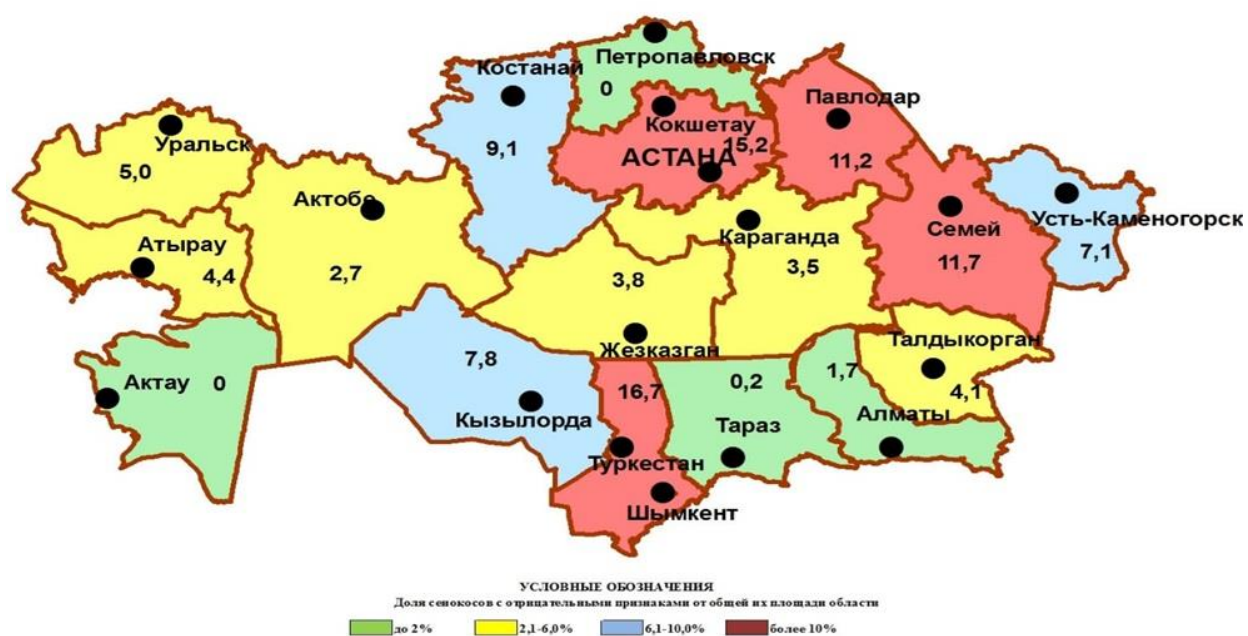 Петропавловск
Костанай
0
Павлодар
Кокшетау
15,2
Уральск
9,1
АСТАНА
11,2
5,0
Актобе
Усть-Каменогорск
Семей
Караганда
Атырау
7,1
11,7
4,4
2,7
3,8
3,5
Талдыкорган
Жезказган
7,8
1,7
0,2
Актау
0
16,7
4,1
Кызылорда
Алматы
Тараз
Туркестан
Шымкент
УСЛОВНЫЕ ОБОЗНАЧЕНИЯ
Доля сенокосов с отрицательными признаками от общей их площади области
до 2% 2,1-6,0% 6,1-10,0% более 10%